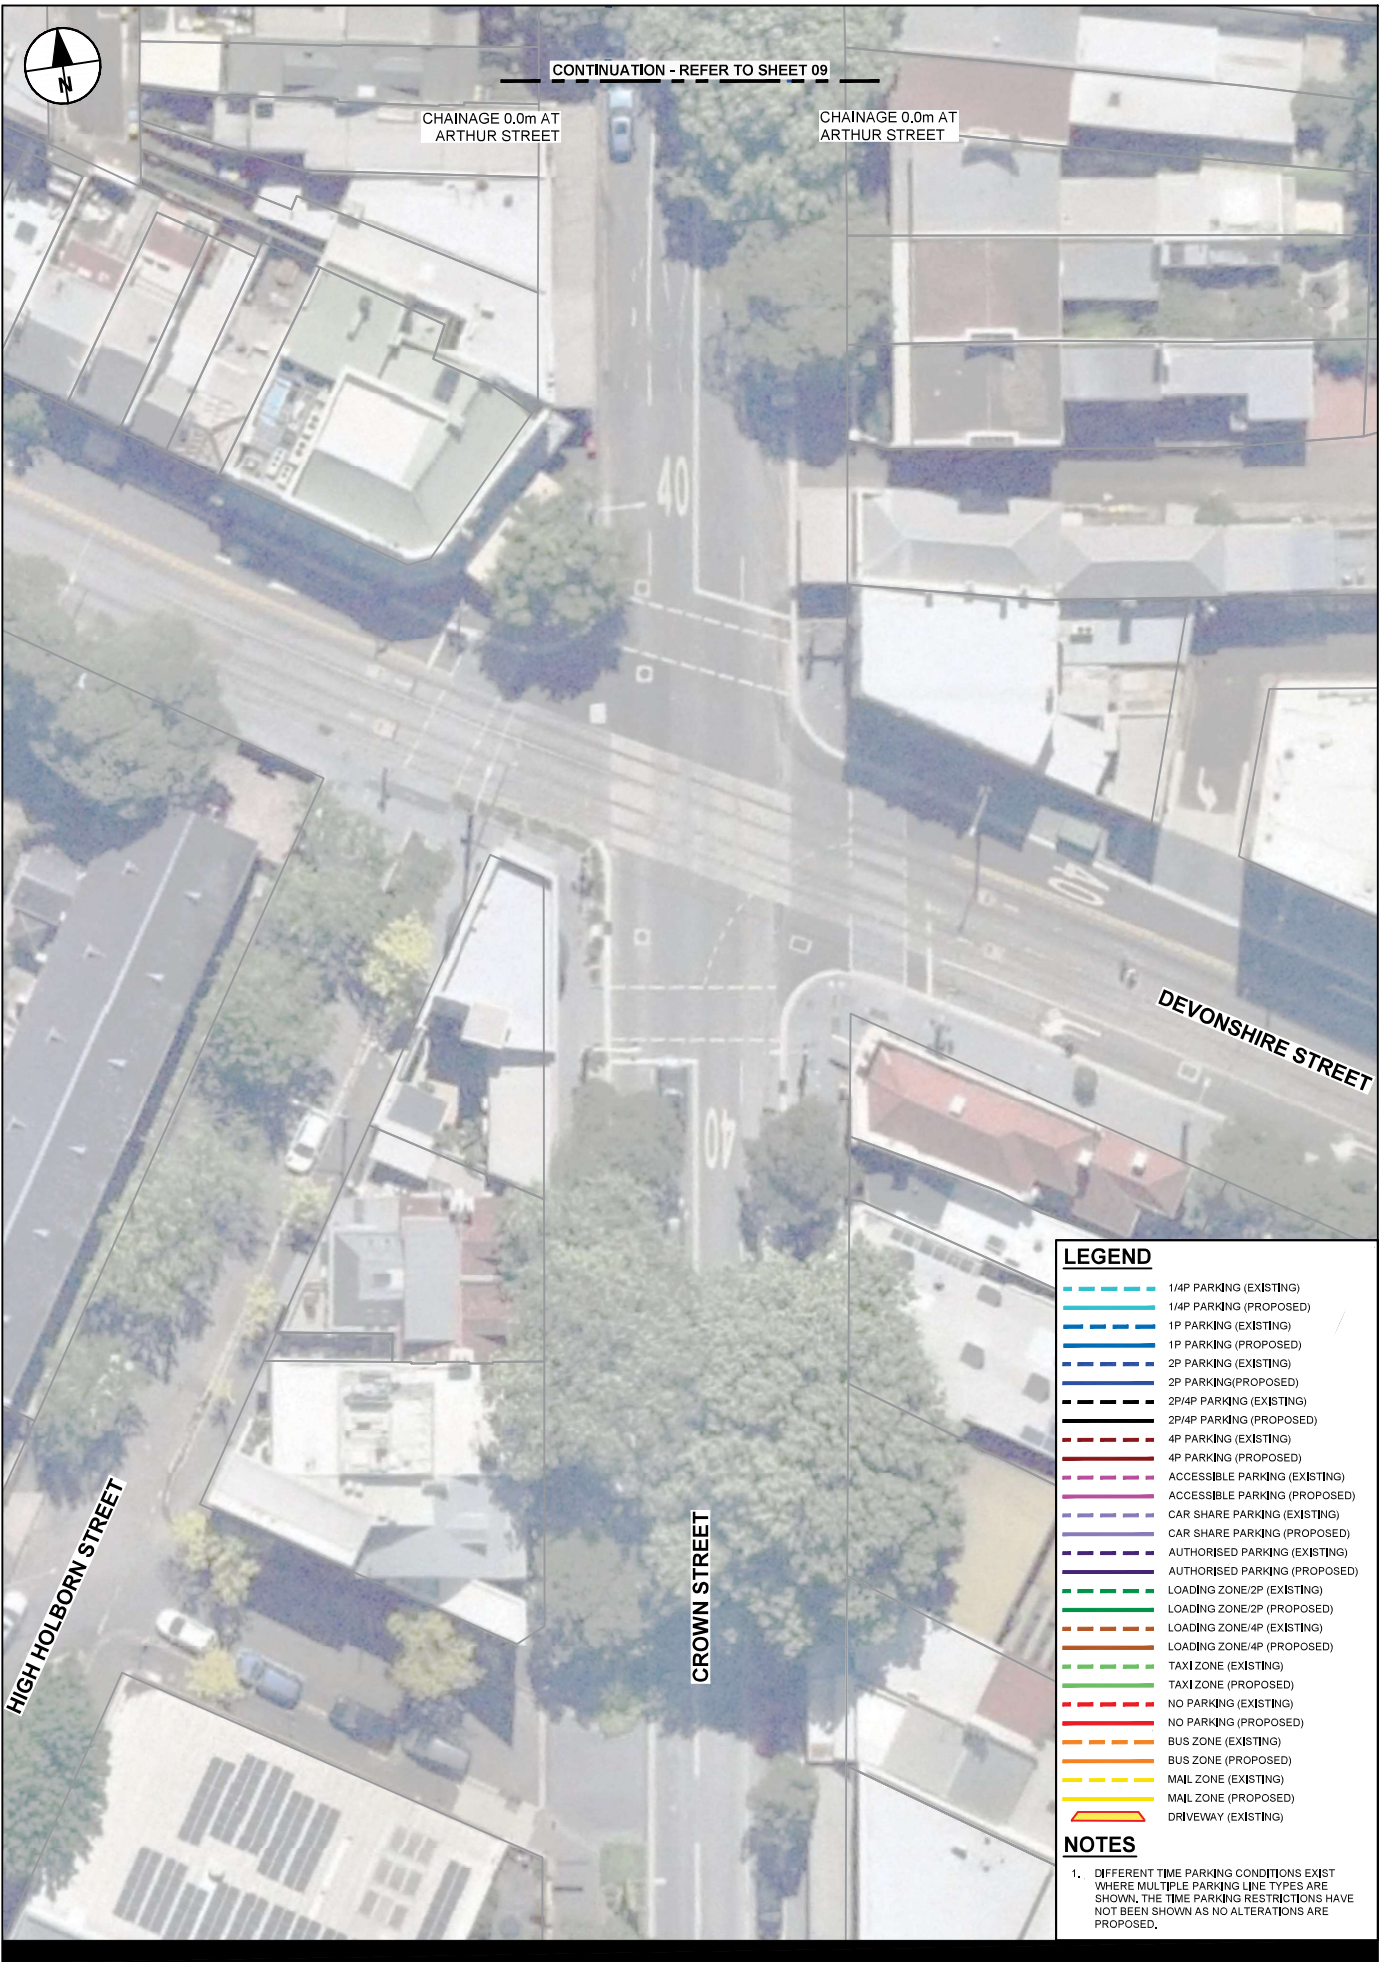 N
CONTINUATION - REFER TO SHEET 09
CHAINAGE 0.0m AT
ARTHUR STREET
CHAINAGE 0.0m AT
ARTHUR STREET
40
40
DEVONSHIRE STREET
40
HIGH HOLBORN STREET
CROWN STREET
LEGEND
1/4P PARKING (EXISTING)
1/4P PARKING (PROPOSED)
1P PARKING (EXISTING)
1P PARKING (PROPOSED)
2P PARKING (EXISTING)
2P PARKING(PROPOSED)
2P/4P PARKING (EXISTING)
2P/4P PARKING (PROPOSED)
4P PARKING (EXISTING)
4P PARKING (PROPOSED)
ACCESSIBLE PARKING (EXISTING)
ACCESSIBLE PARKING (PROPOSED)
CAR SHARE PARKING (EXISTING)
CAR SHARE PARKING (PROPOSED)
AUTHORISED PARKING (EXISTING)
AUTHORISED PARKING (PROPOSED)
LOADING ZONE/2P (EXISTING)
LOADING ZONE/2P (PROPOSED)
LOADING ZONE/4P (EXISTING)
LOADING ZONE/4P (PROPOSED)
TAXI ZONE (EXISTING)
TAXI ZONE (PROPOSED)
NO PARKING (EXISTING)
NO PARKING (PROPOSED)
BUS ZONE (EXISTING)
BUS ZONE (PROPOSED)
MAIL ZONE (EXISTING)
MAIL ZONE (PROPOSED)
DRIVEWAY (EXISTING)
NOTES
1. DIFFERENT TIME PARKING CONDITIONS EXIST
WHERE MULTIPLE PARKING LINE TYPES ARE
SHOWN. THE TIME PARKING RESTRICTIONS HAVE
NOT BEEN SHOWN AS NO ALTERATIONS ARE
PROPOSED.